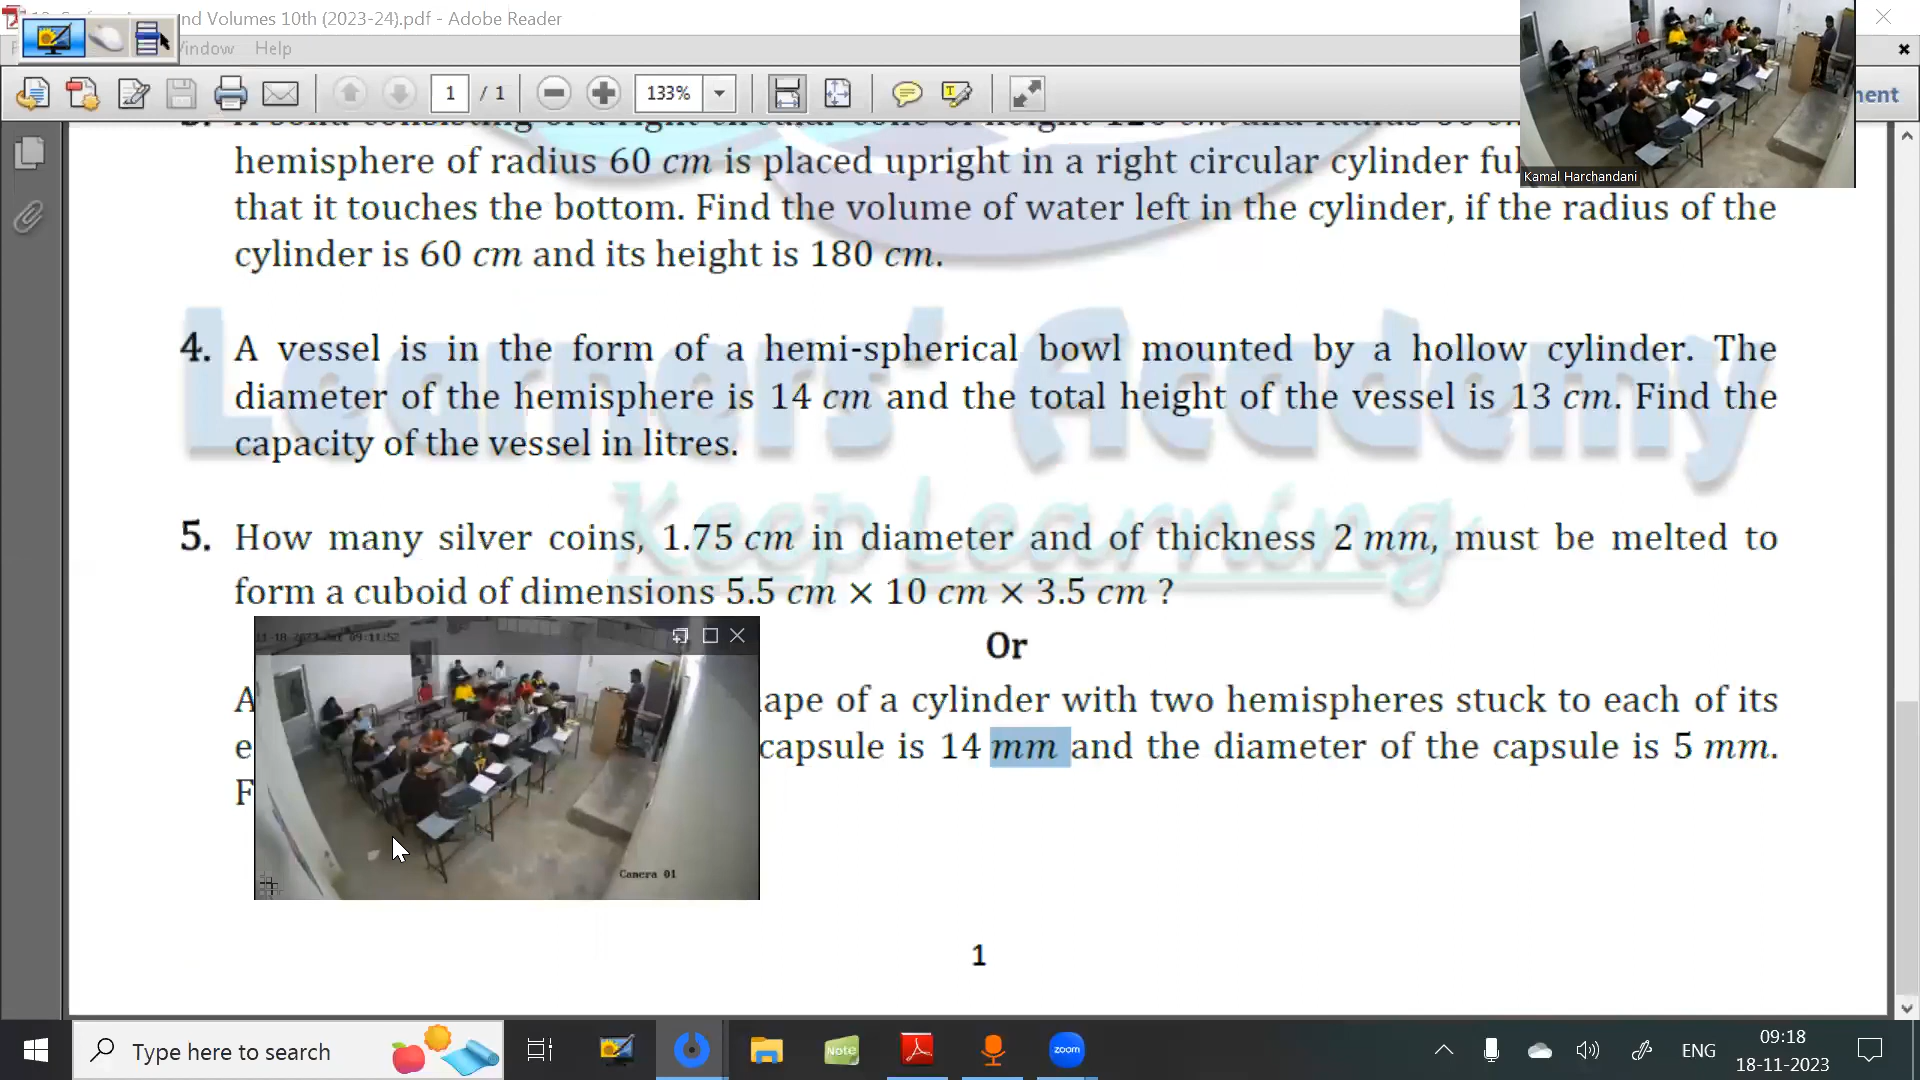 nd Volumes 10th (2023-24).pdf - Adobe Reader
Window Help
1 / 1 133%
nent
Kamal Harchandani
hemisphere of radius 60 cm is placed upright in a right circular cylinder ful
that it touches the bottom. Find the volume of water left in the cylinder, if the radius of the
cylinder is 60 cm and its height is 180 cm.
4. A vessel is in the form of a hemi-spherical bowl mounted by a hollow cylinder. The
diameter of the hemisphere is 14 cm and the total height of the vessel is 13 cm. Find the
capacity of the vessel in litres.
Learners' Academy
Keep Learning
5. How many silver coins, 1.75 cm in diameter and of thickness 2 mm, must be melted to
form a cuboid of dimensions 5.5 cm × 10 cm × 3.5 cm ?
Or
A ape of a cylinder with two hemispheres stuck to each of its
e capsule is 14 mm and the diameter of the capsule is 5 mm.
F
Camera 01
1
Type here to search
Note
zoom
ENG
09:18
18-11-2023